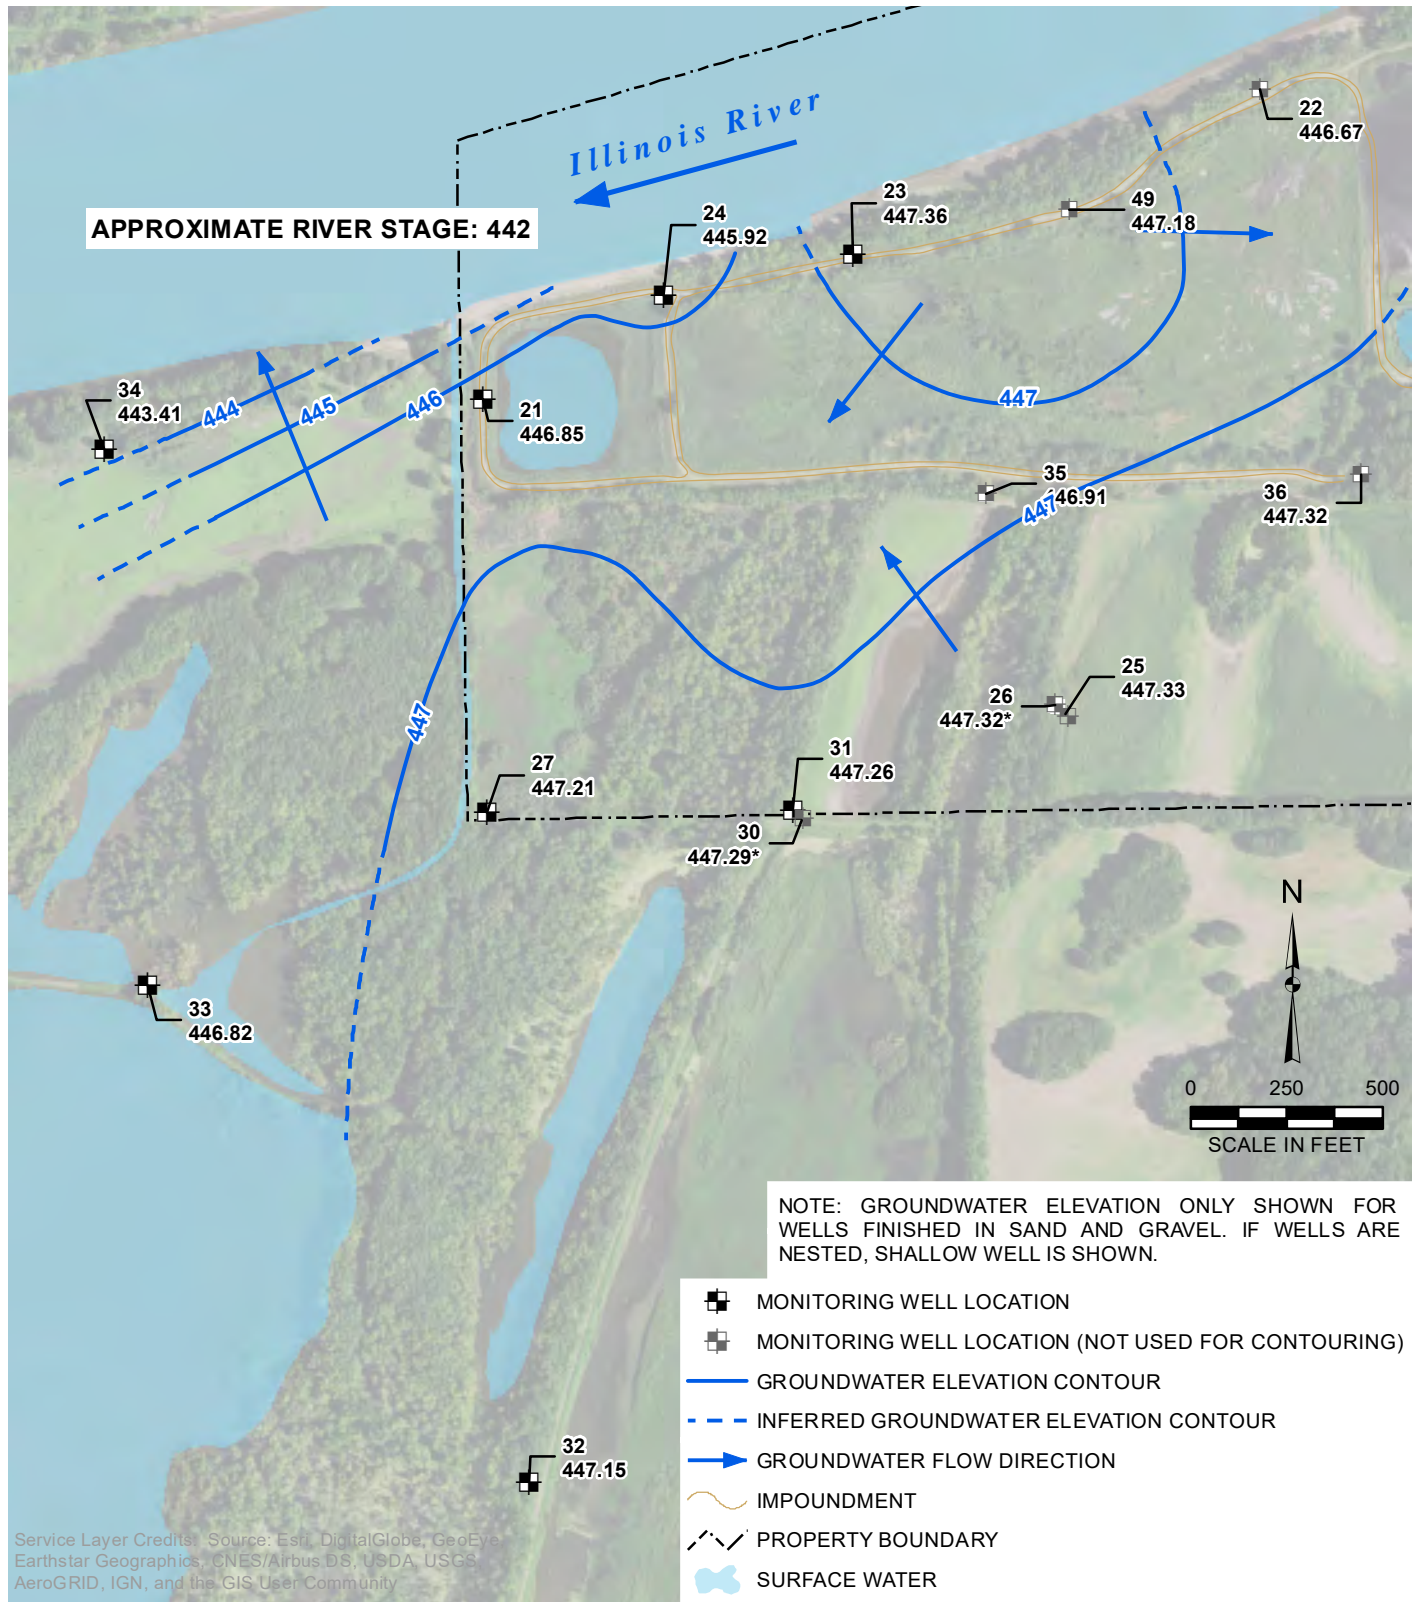 Illinois River
APPROXIMATE RIVER STAGE: 442
22
446.67
49
447.18
23
447.36
24
445.92
34
443.41
444
445
446
21
446.85
447
35
446.91
447
36
447.32
25
447.33
26
447.32*
447
31
447.26
27
447.21
30
447.29*
33
446.82
N
0 250 500
SCALE IN FEET
NOTE: GROUNDWATER ELEVATION ONLY SHOWN FOR
WELLS FINISHED IN SAND AND GRAVEL. IF WELLS ARE
NESTED, SHALLOW WELL IS SHOWN.
MONITORING WELL LOCATION
MONITORING WELL LOCATION (NOT USED FOR CONTOURING)
GROUNDWATER ELEVATION CONTOUR
INFERRED GROUNDWATER ELEVATION CONTOUR
GROUNDWATER FLOW DIRECTION
IMPOUNDMENT
PROPERTY BOUNDARY
SURFACE WATER
32
447.15
Service Layer Credits: Source: Esri, DigitalGlobe, GeoEye,
Earthstar Geographics, CNES/Airbus DS, USDA, USGS,
AeroGRID, IGN, and the GIS User Community